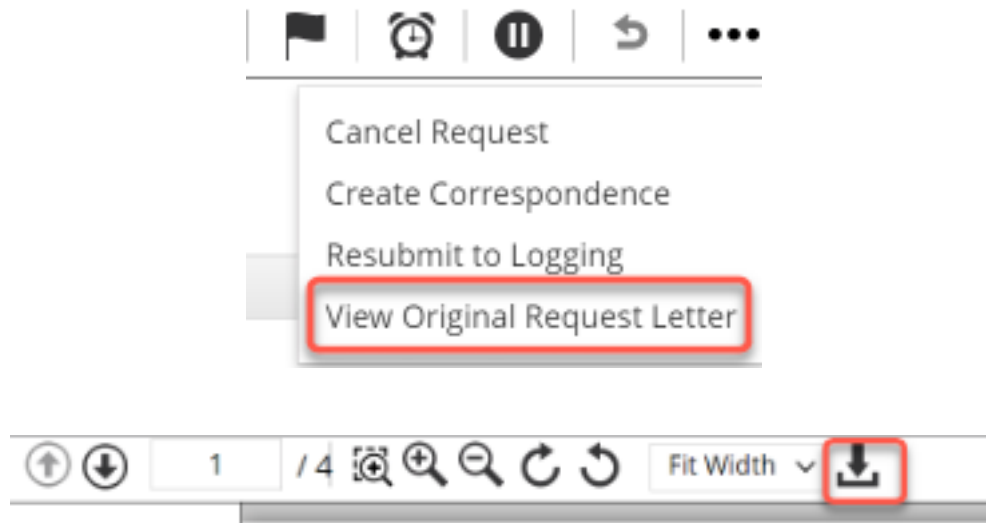 Cancel Request
Create Correspondence
Resubmit to Logging
View Original Request Letter
1 / 4 Fit Width